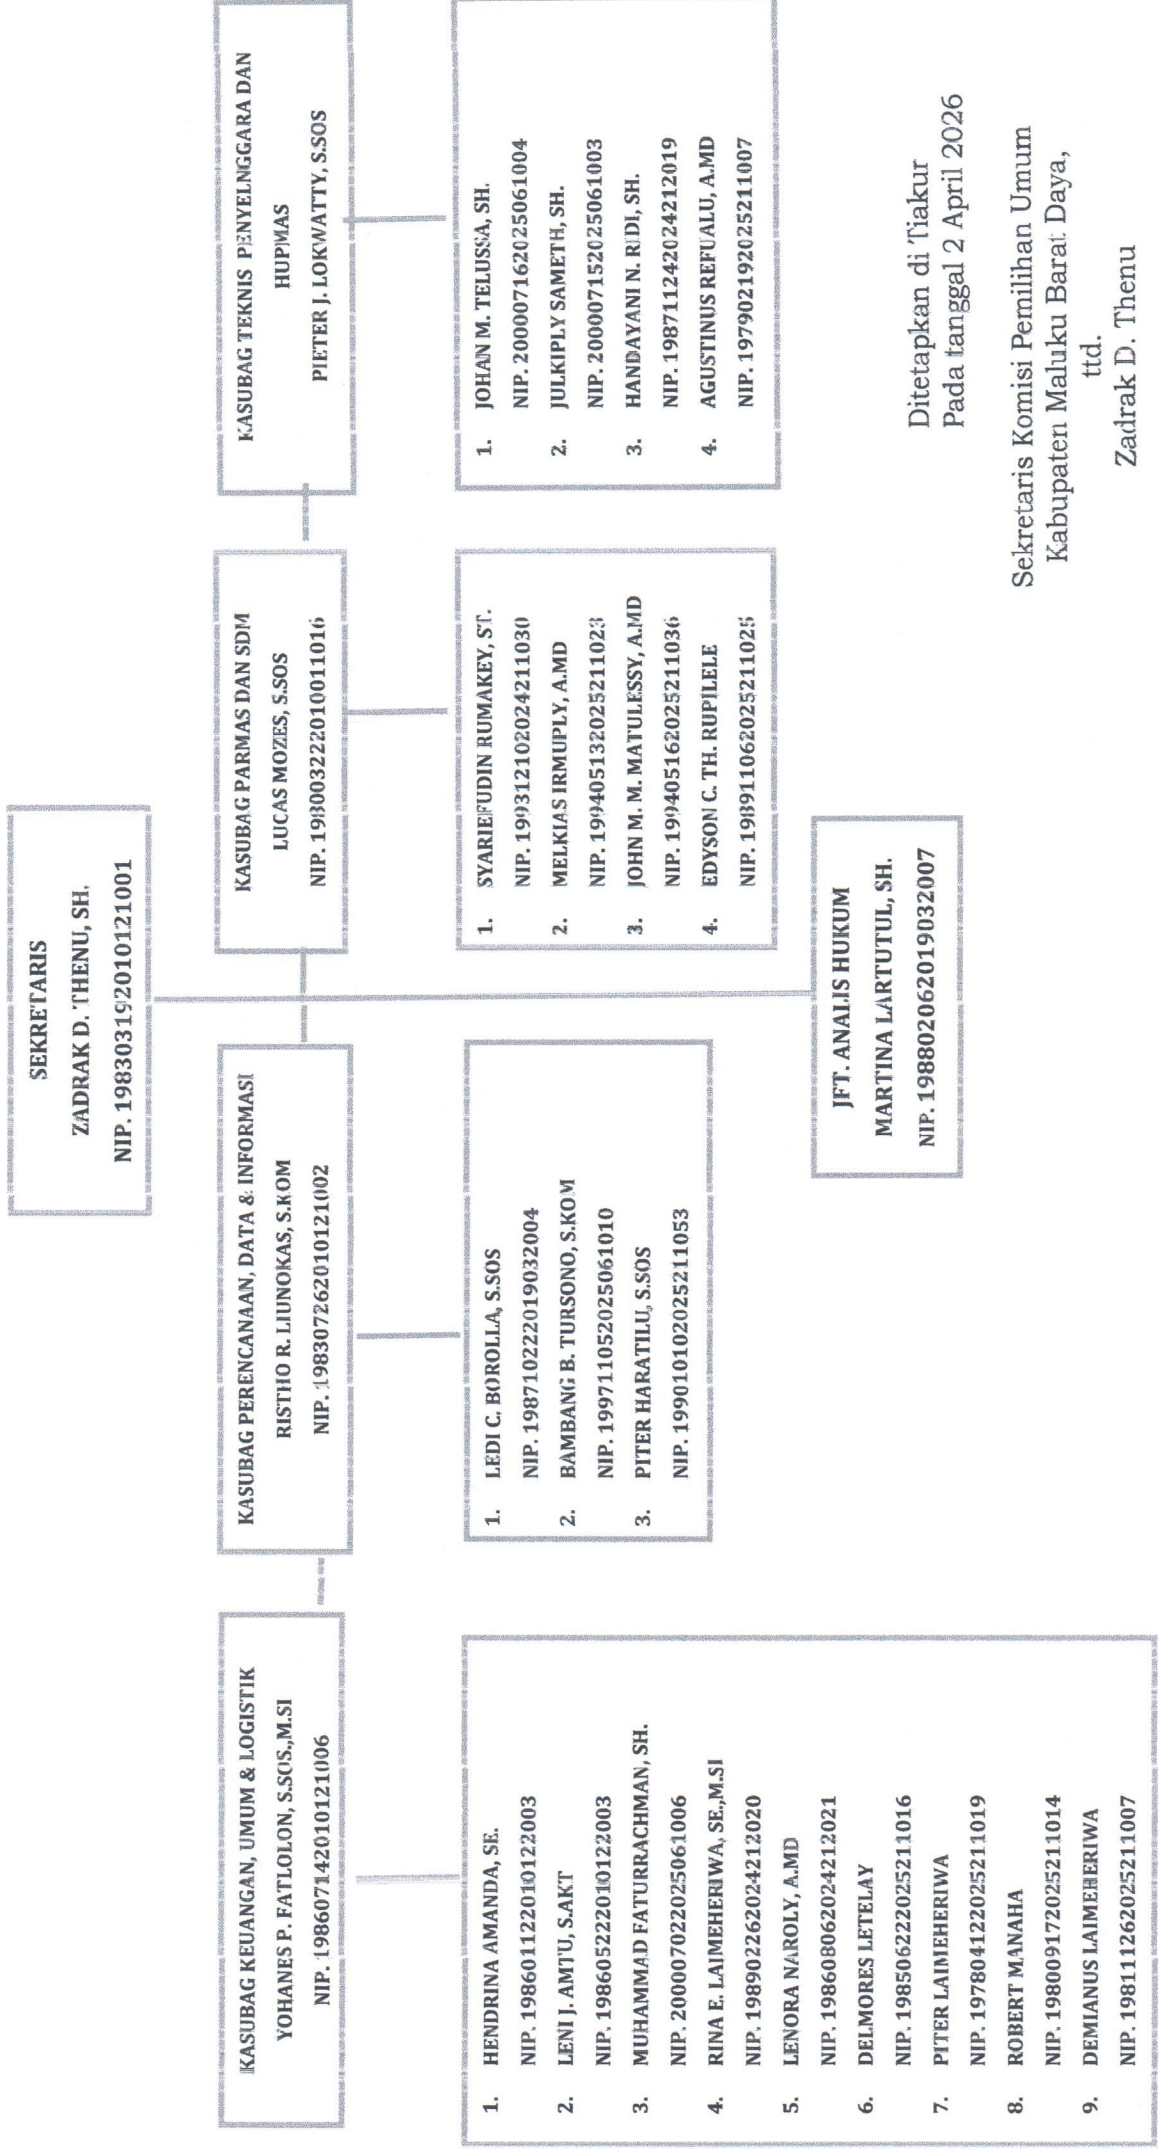 SEKRETARIS
ZADRAK D. THENU, SH.
NIP. 198303192010121001
KASUBAG KEUANGAN, UMUM & LOGISTIK
YOHANES P. FATLOLON, S.SOS.,M.SI
NIP. 198607142010121006
KASUBAG PERENCANAAN, DATA & INFORMASI
RISTHO R. LIUNOKAS, S.KOM
NIP. 198307262010121002
KASUBAG PARMAS DAN SDM
LUCAS MOZES, S.SOS
NIP. 198003222010011016
KASUBAG TEKNIS PENYELNGGARA DAN
HUPMAS
PIETER J. LOKWATTY, S.SOS
1. HENDRINA AMANDA, SE.
NIP. 198601122010122003
2. LENI J. AMTU, S.AKT
NIP. 198605222010122003
3. MUHAMMAD FATURRACHMAN, SH.
NIP. 200007022025061006
4. RINA E. LAIMEHERIWA, SE.,M.SI
NIP. 198902262024212020
5. LENORA NAROLY, A.MD
NIP. 198608062024212021
6. DELMORES LETELAY
NIP. 198506222025211016
7. PITER LAIMEHERIWA
NIP. 197804122025211019
8. ROBERT MANAHA
NIP. 198009172025211014
9. DEMIANUS LAIMEHERIWA
NIP. 198111262025211007
1. LEDI C. BOROLLA, S.SOS
NIP. 198710222019032004
2. BAMBANG B. TURSONO, S.KOM
NIP. 199711052025061010
3. PITER HARATILU, S.SOS
NIP. 199010102025211053
1. SYARIEFUDIN RUMAKEY, ST.
NIP. 199312102024211030
2. MELKIAS IRMUPLY, A.MD
NIP. 199405132025211023
3. JOHN M. M. MATULESSY, A.MD
NIP. 199405162025211036
4. EDYSON C. TH. RUPILELE
NIP. 198911062025211025
1. JOHAN M. TELUSSA, SH.
NIP. 200007162025061004
2. JULKIPLY SAMETH, SH.
NIP. 200007152025061003
3. HANDAYANI N. RIDI, SH.
NIP. 198711242024212019
4. AGUSTINUS REFUALU, A.MD
NIP. 197902192025211007
JFT. ANALIS HUKUM
MARTINA LARTUTUL, SH.
NIP. 198802062019032007
Ditetapkan di Tiakur
Pada tanggal 2 April 2026
Sekretaris Komisi Pemilihan Umum
Kabupaten Maluku Barat Daya,
ttd.
Zadrak D. Thenu